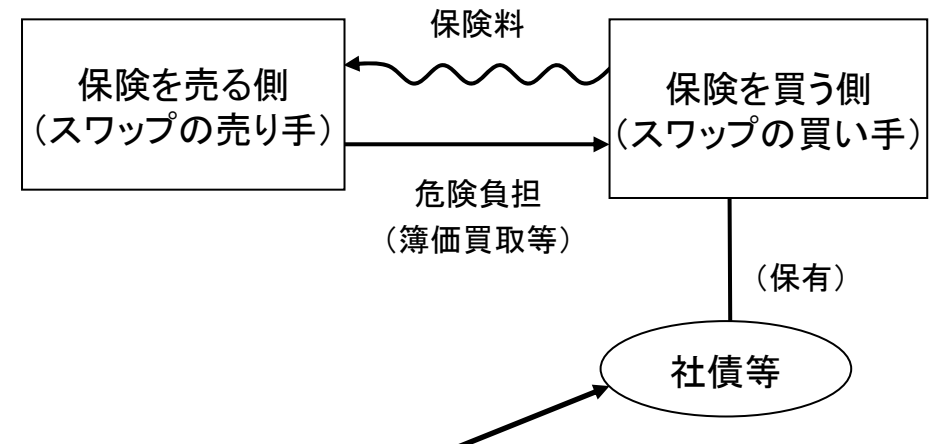 保険料
保険を売る側
（スワップの売り手）
保険を買う側
（スワップの買い手）
危険負担
（簿価買取等）
（保有）
社債等